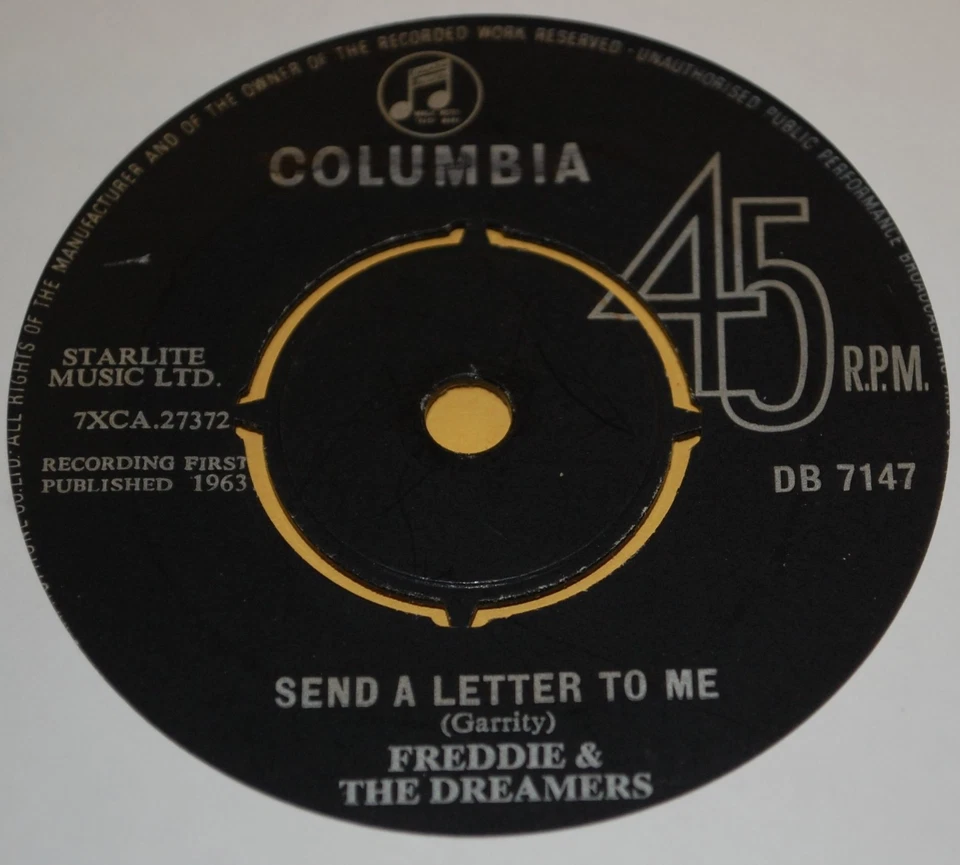 CO.LTD. ALL RIGHTS OF THE MANUFACTURER AND OF THE OWNER OF THE RECORDED WORK RESERVED · UNAUTHORISED PUBLIC PERFORMANCE BROADCASTING
COLUMBIA
45
R.P.M.
STARLITE
MUSIC LTD.
7XCA.27372
RECORDING FIRST
PUBLISHED 1963
DB 7147
SEND A LETTER TO ME
(Garrity)
FREDDIE &
THE DREAMERS